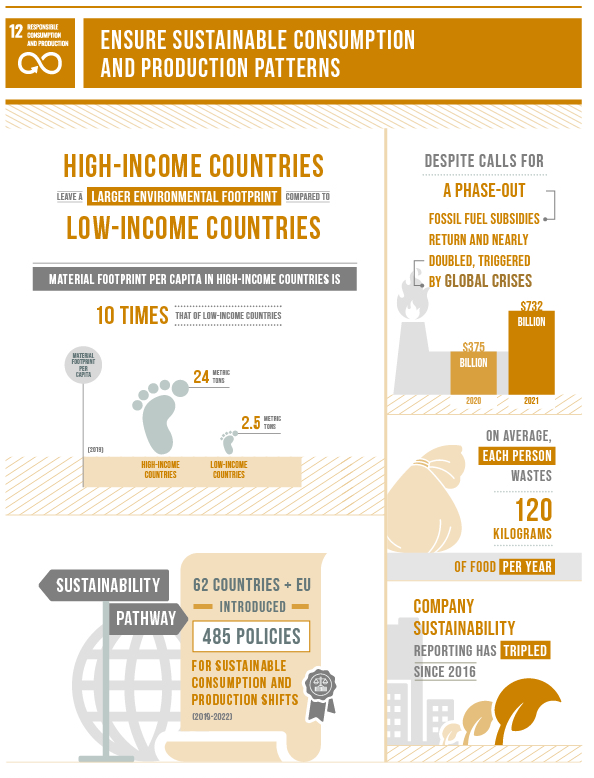 12 RESPONSIBLE
CONSUMPTION
AND PRODUCTION
ENSURE SUSTAINABLE CONSUMPTION
AND PRODUCTION PATTERNS
HIGH-INCOME COUNTRIES
LEAVE A LARGER ENVIRONMENTAL FOOTPRINT COMPARED TO
LOW-INCOME COUNTRIES
MATERIAL FOOTPRINT PER CAPITA IN HIGH-INCOME COUNTRIES IS
10 TIMES THAT OF LOW-INCOME COUNTRIES
MATERIAL
FOOTPRINT
PER
CAPITA
24 METRIC
TONS
2.5 METRIC
TONS
(2019)
HIGH-INCOME
COUNTRIES
LOW-INCOME
COUNTRIES
SUSTAINABILITY
PATHWAY
62 COUNTRIES + EU
INTRODUCED
485 POLICIES
FOR SUSTAINABLE
CONSUMPTION AND
PRODUCTION SHIFTS
(2019-2022)
DESPITE CALLS FOR
A PHASE-OUT
FOSSIL FUEL SUBSIDIES
RETURN AND NEARLY
DOUBLED, TRIGGERED
BY GLOBAL CRISES
$732
BILLION
$375
BILLION
2020
2021
ON AVERAGE,
EACH PERSON
WASTES
120
KILOGRAMS
OF FOOD PER YEAR
COMPANY
SUSTAINABILITY
REPORTING HAS TRIPLED
SINCE 2016